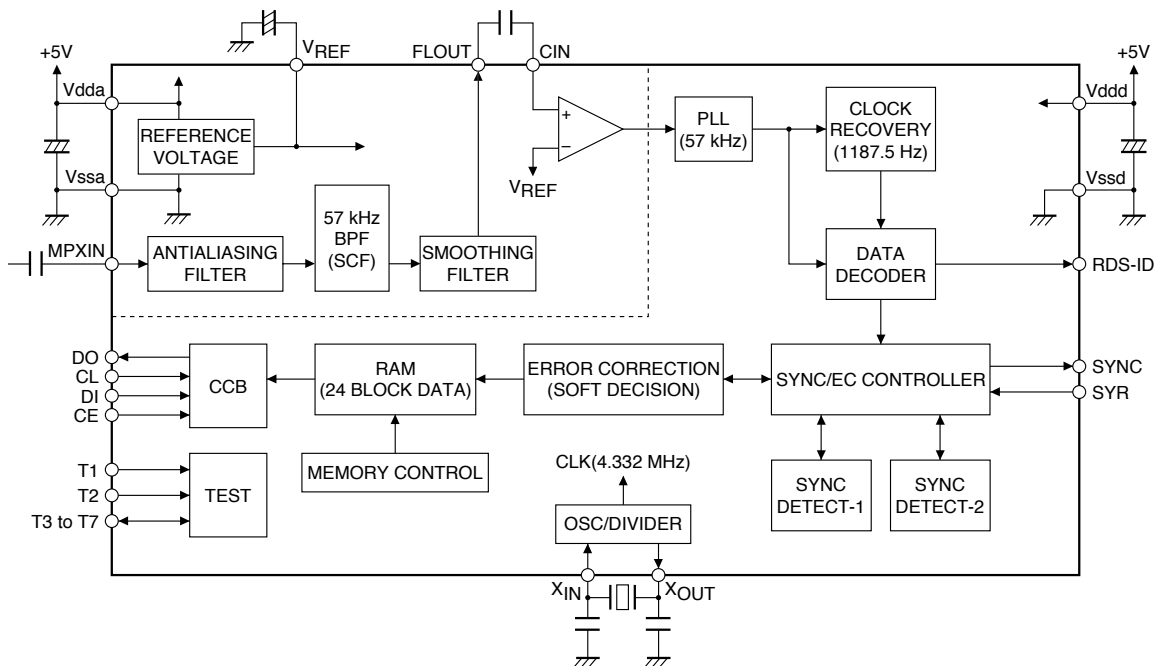 +5V
VREF
FLOUT
CIN
+5V
Vdda
Vddd
REFERENCE
VOLTAGE
+
−
VREF
PLL
(57 kHz)
CLOCK
RECOVERY
(1187.5 Hz)
Vssa
Vssd
MPXIN
ANTIALIASING
FILTER
57 kHz
BPF
(SCF)
SMOOTHING
FILTER
DATA
DECODER
RDS-ID
DO
CL
DI
CE
CCB
RAM
(24 BLOCK DATA)
ERROR CORRECTION
(SOFT DECISION)
SYNC/EC CONTROLLER
SYNC
SYR
MEMORY CONTROL
T1
T2
T3 to T7
TEST
CLK(4.332 MHz)
OSC/DIVIDER
SYNC
DETECT-1
SYNC
DETECT-2
XIN
XOUT